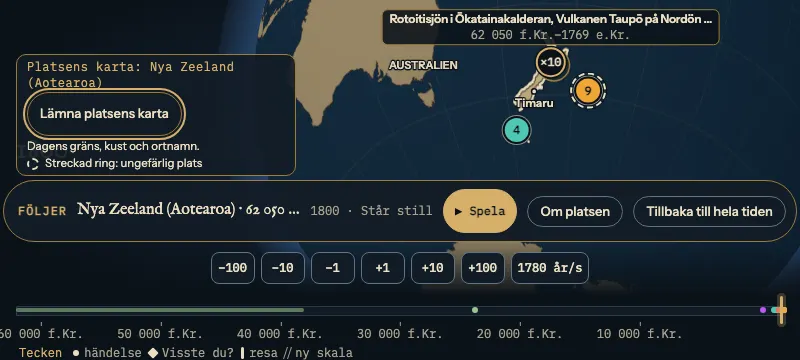 Rotoitisjön i Ōkatainakalderan, Vulkanen Taupō på Nordön ...
62 050 f.Kr.–1769 e.Kr.
Platsens karta: Nya Zeeland
(Aotearoa)
Lämna platsens karta
Dagens gräns, kust och ortnamn.
Streckad ring: ungefärlig plats
AUSTRALIEN
×10
9
Timaru
4
FÖLJER Nya Zeeland (Aotearoa) · 62 050 ... 1800 · Står still ▶ Spela Om platsen Tillbaka till hela tiden
−100 −10 −1 +1 +10 +100 1780 år/s
60 000 f.Kr. 50 000 f.Kr. 40 000 f.Kr. 30 000 f.Kr. 20 000 f.Kr. 10 000 f.Kr.
Tecken ● händelse ◆ Visste du? ❙ resa // ny skala